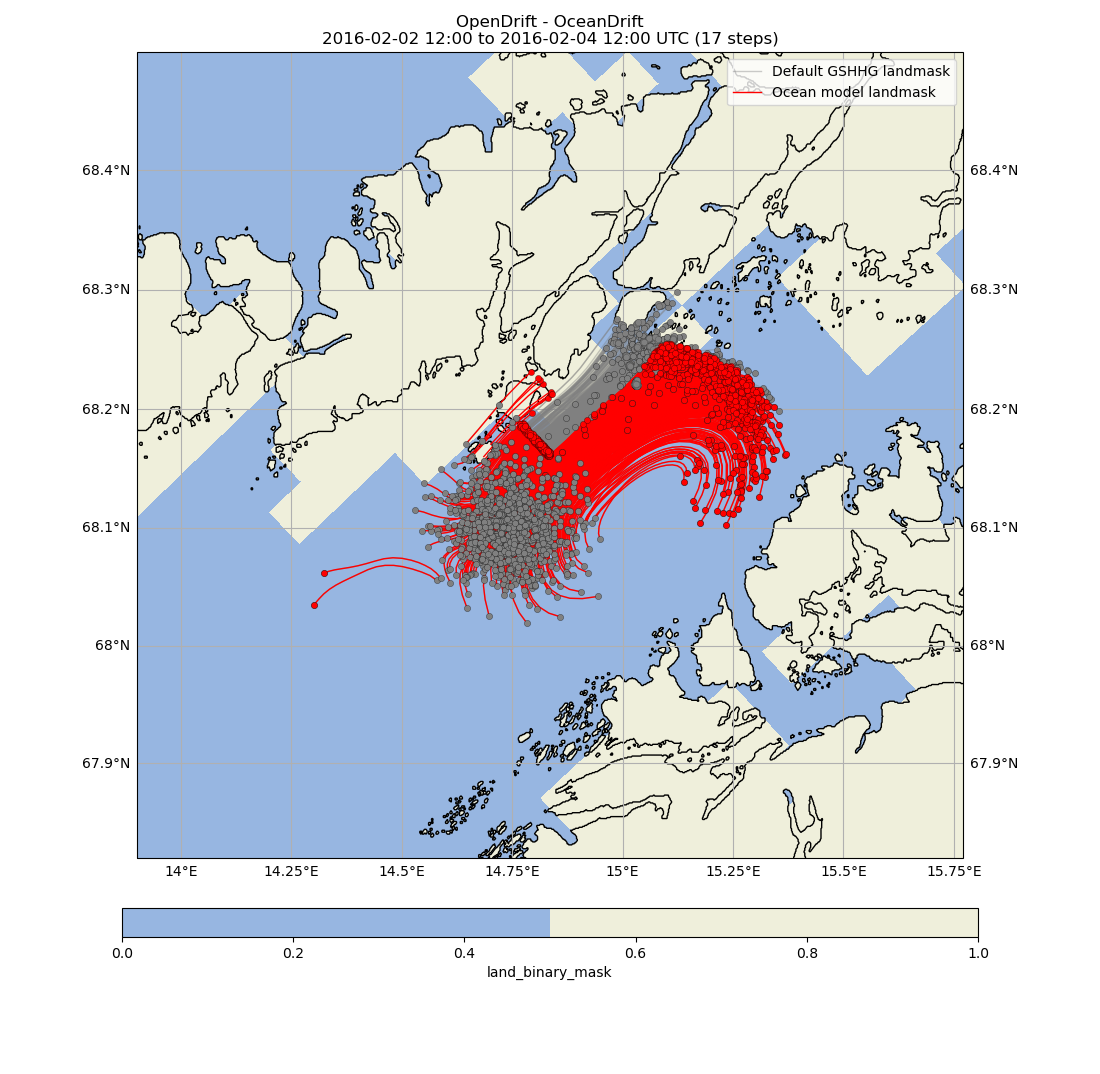 OpenDrift - OceanDrift
2016-02-02 12:00 to 2016-02-04 12:00 UTC (17 steps)
Default GSHHG landmask
Ocean model landmask
68.4°N 68.4°N
68.3°N 68.3°N
68.2°N 68.2°N
68.1°N 68.1°N
68°N 68°N
67.9°N 67.9°N
14°E 14.25°E 14.5°E 14.75°E 15°E 15.25°E 15.5°E 15.75°E
0.0 0.2 0.4 0.6 0.8 1.0
land_binary_mask